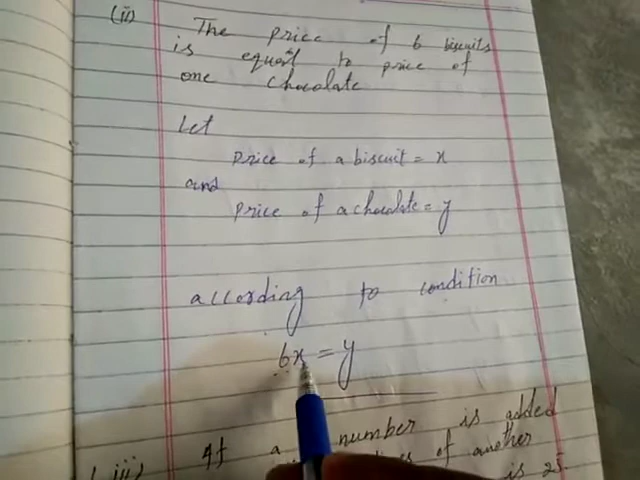 (ii) The price of 6 biscuits
is equal to price of
one chocolate
Let
price of a biscuit = x
and
price of a chocolate = y
according to condition
6x = y
(iii) If a number is added
of another
is 25